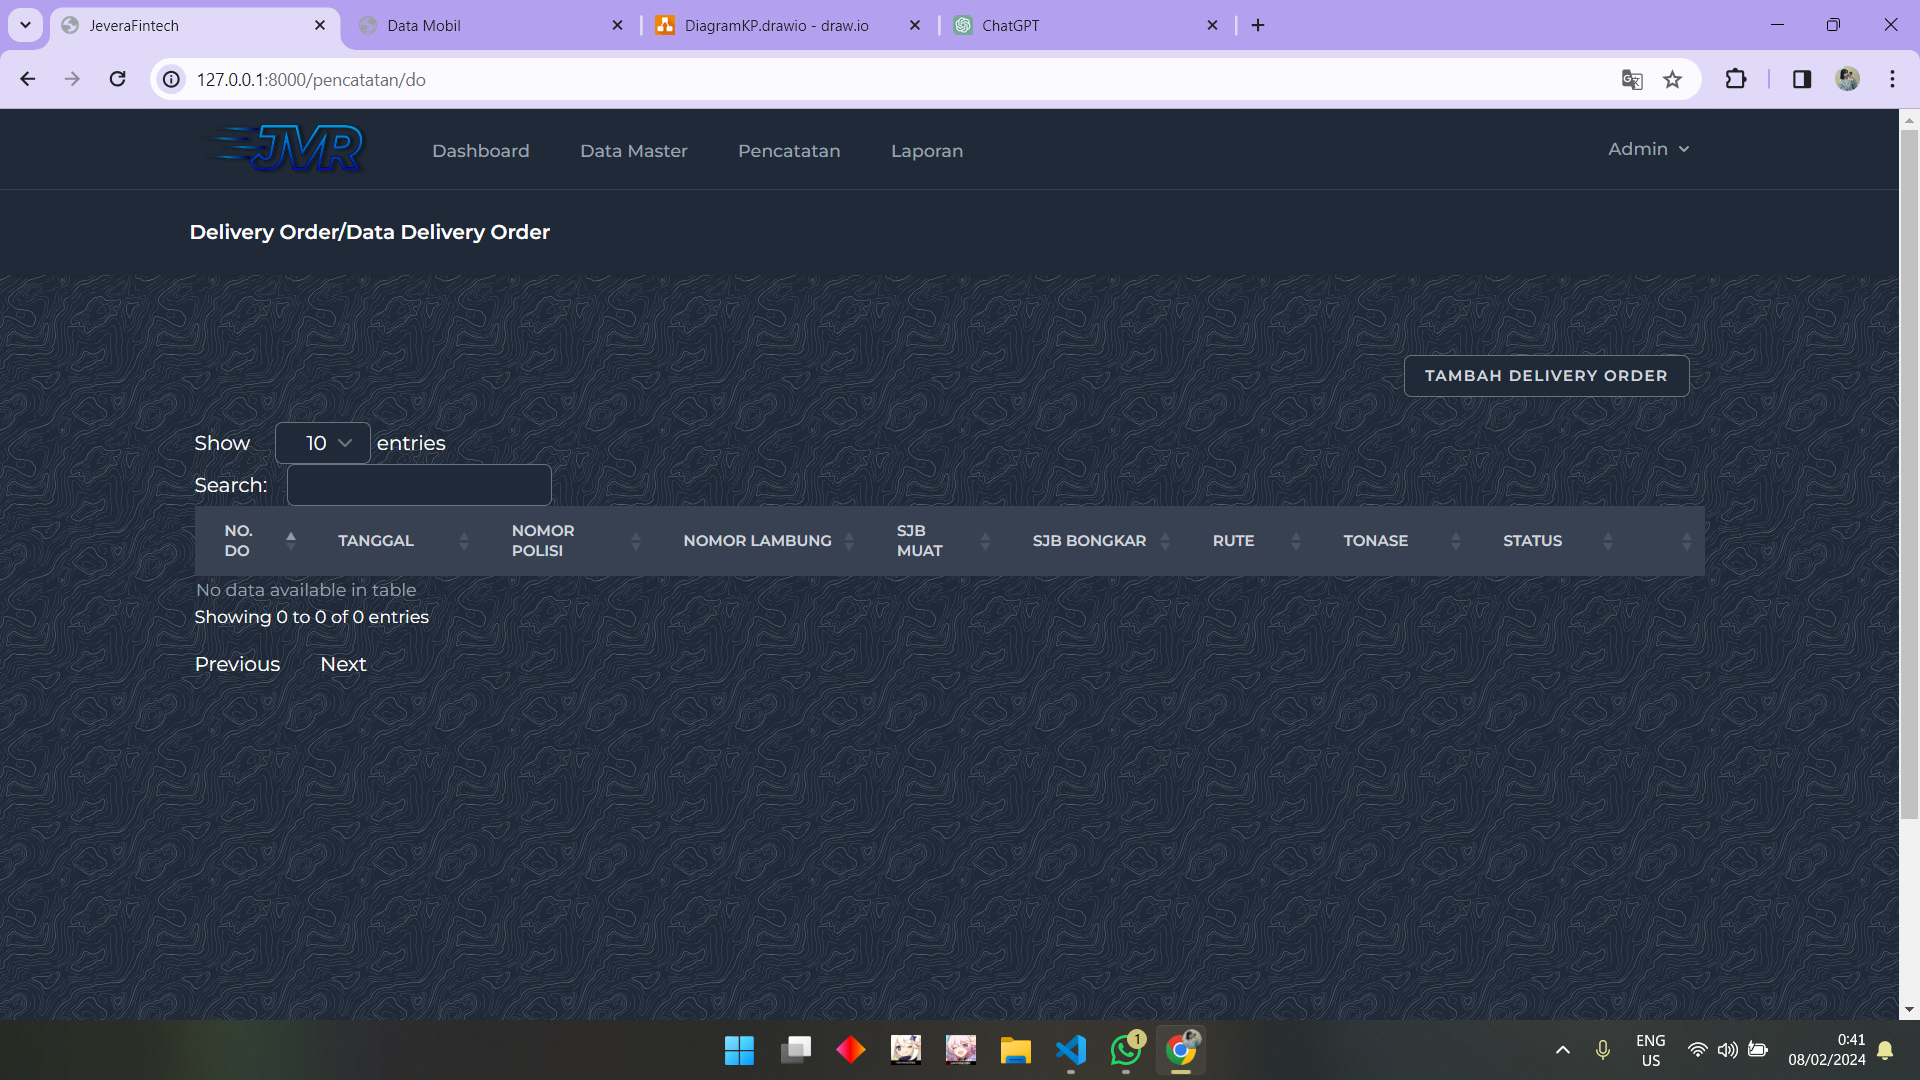 JeveraFintech
Data Mobil
DiagramKP.drawio - draw.io
ChatGPT
127.0.0.1:8000/pencatatan/do
JVR
Dashboard
Data Master
Pencatatan
Laporan
Admin
Delivery Order/Data Delivery Order
TAMBAH DELIVERY ORDER
Show 10 entries
Search:
NO. DO
TANGGAL
NOMOR POLISI
NOMOR LAMBUNG
SJB MUAT
SJB BONGKAR
RUTE
TONASE
STATUS
No data available in table
Showing 0 to 0 of 0 entries
Previous Next
1
ENG
US
0:41
08/02/2024